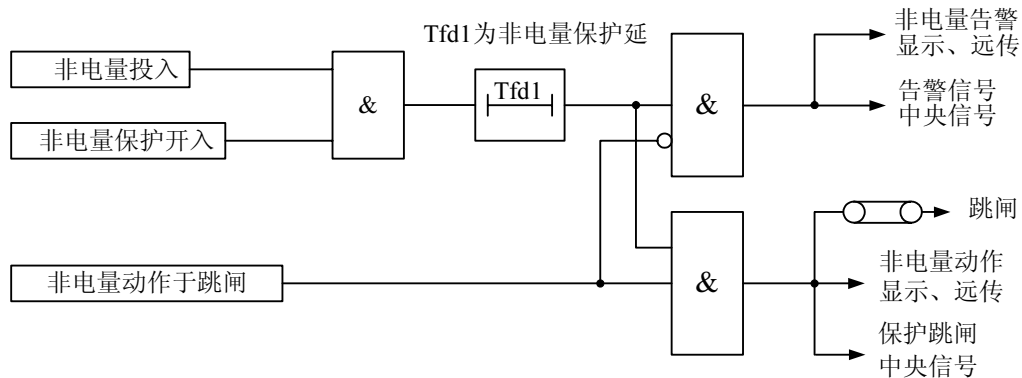 Tfd1为非电量保护延
非电量投入
非电量保护开入
&
Tfd1
&
非电量告警
显示、远传
告警信号
中央信号
非电量动作于跳闸
&
跳闸
非电量动作
显示、远传
保护跳闸
中央信号